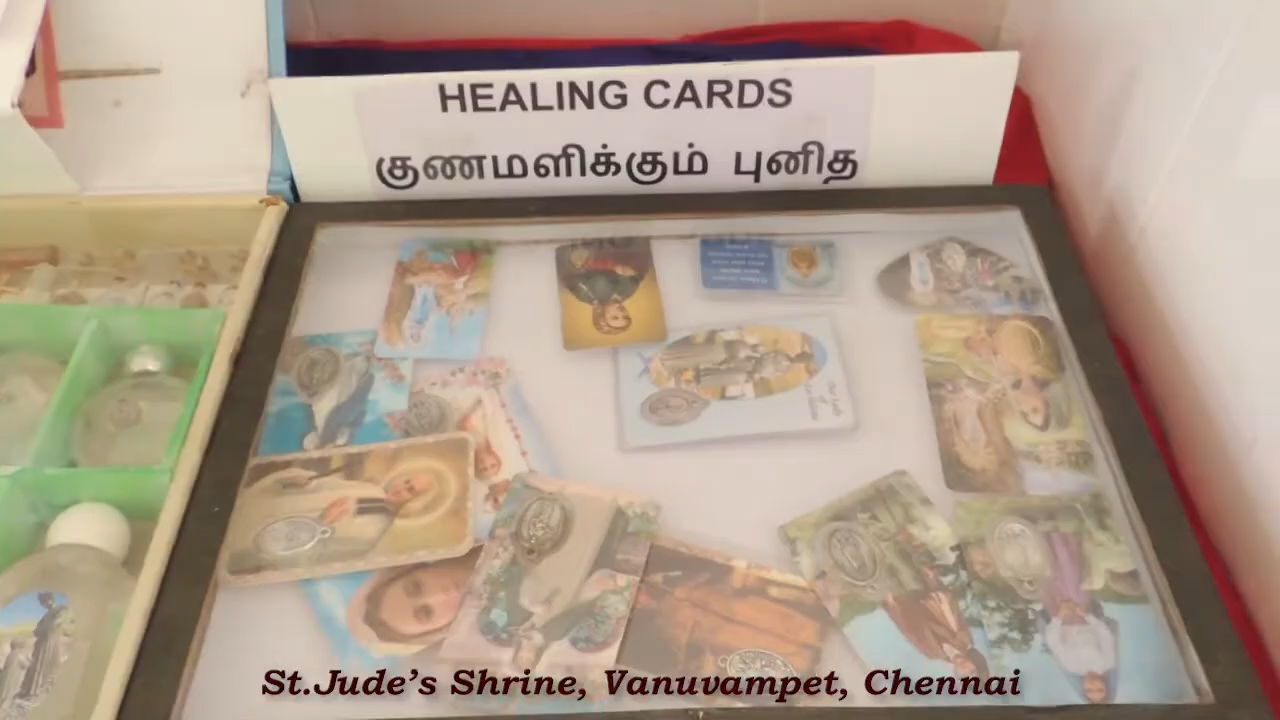 HEALING CARDS
குணமளிக்கும் புனித
St.Jude's Shrine, Vanuvampet, Chennai